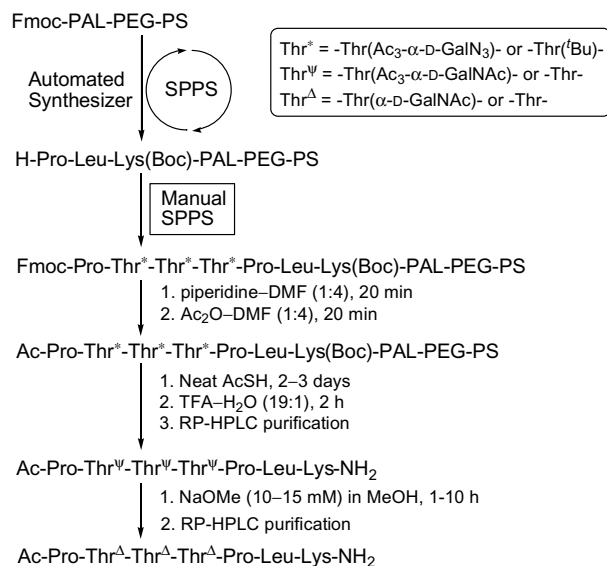 Fmoc-PAL-PEG-PS
Thr* = -Thr(Ac₃-α-D-GalN₃)- or -Thr(ᵗBu)-
Thrᵠ = -Thr(Ac₃-α-D-GalNAc)- or -Thr-
Thrᐃ = -Thr(α-D-GalNAc)- or -Thr-
Automated
Synthesizer
SPPS
H-Pro-Leu-Lys(Boc)-PAL-PEG-PS
Manual
SPPS
Fmoc-Pro-Thr*-Thr*-Thr*-Pro-Leu-Lys(Boc)-PAL-PEG-PS
1. piperidine–DMF (1:4), 20 min
2. Ac₂O–DMF (1:4), 20 min
Ac-Pro-Thr*-Thr*-Thr*-Pro-Leu-Lys(Boc)-PAL-PEG-PS
1. Neat AcSH, 2–3 days
2. TFA–H₂O (19:1), 2 h
3. RP-HPLC purification
Ac-Pro-ThrΨ-ThrΨ-ThrΨ-Pro-Leu-Lys-NH₂
1. NaOMe (10–15 mM) in MeOH, 1-10 h
2. RP-HPLC purification
Ac-Pro-ThrΔ-ThrΔ-ThrΔ-Pro-Leu-Lys-NH₂